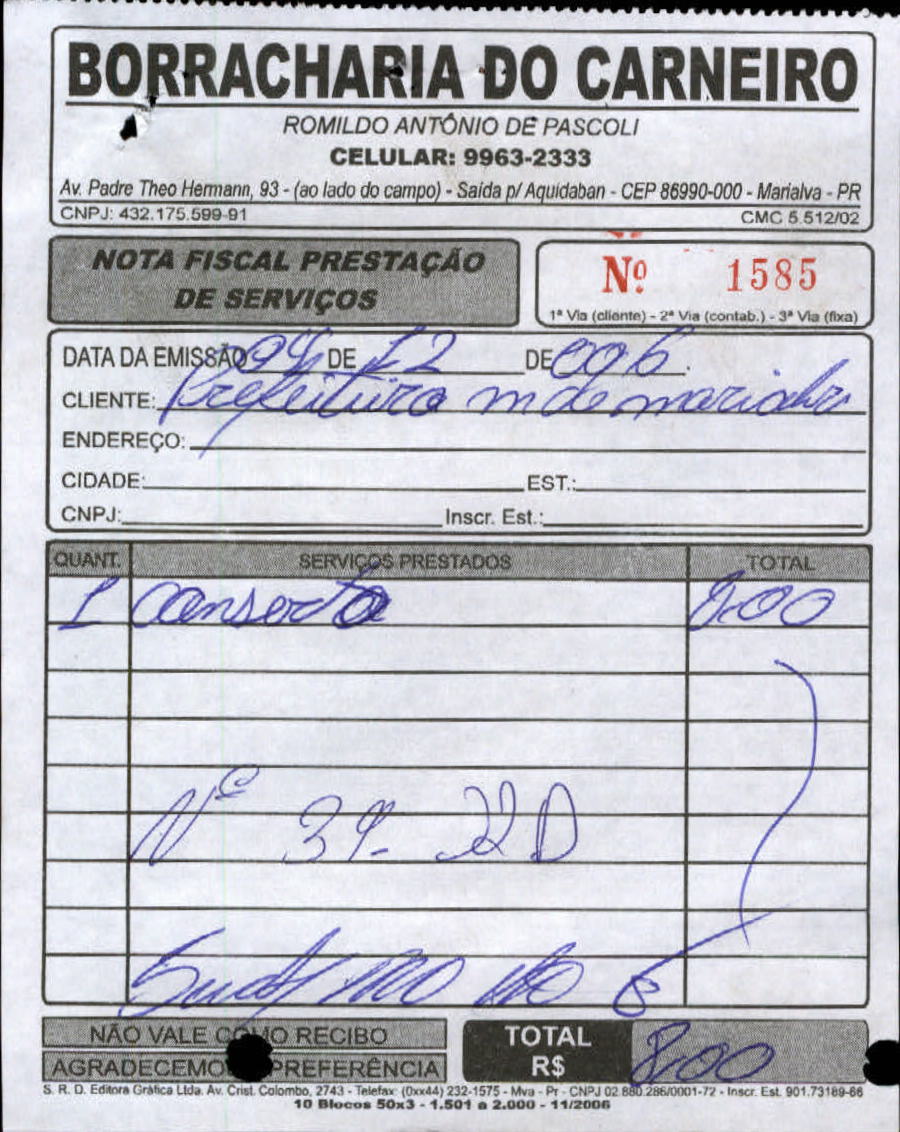 BORRACHARIA DO CARNEIRO
ROMILDO ANTÔNIO DE PASCOLI
CELULAR: 9963-2333
Av. Padre Theo Hermann, 93 - (ao lado do campo) - Saída p/ Aquidaban - CEP 86990-000 - Marialva - PR
CNPJ: 432.175.599-91 CMC 5.512/02
NOTA FISCAL PRESTAÇÃO
DE SERVIÇOS
Nº 1585
1ª Via (cliente) - 2ª Via (contab.) - 3ª Via (fixa)
DATA DA EMISSÃO DE 12 DE 006.
CLIENTE: Prefeitura m de marialva
ENDEREÇO:
CIDADE: EST.:
CNPJ: Inscr. Est.:
QUANT. SERVIÇOS PRESTADOS TOTAL
1 Conserto 8.00
Nº
NÃO VALE COMO RECIBO
AGRADECEMOS PREFERÊNCIA
TOTAL
R$ 8.00
S. R. D. Editora Gráfica Ltda. Av. Crist. Colombo, 2743 - Telefax: (0xx44) 232-1575 - Mva - Pr - CNPJ 02.880.286/0001-72 - Inscr. Est. 901.73189-66
10 Blocos 50x3 - 1.501 a 2.000 - 11/2006